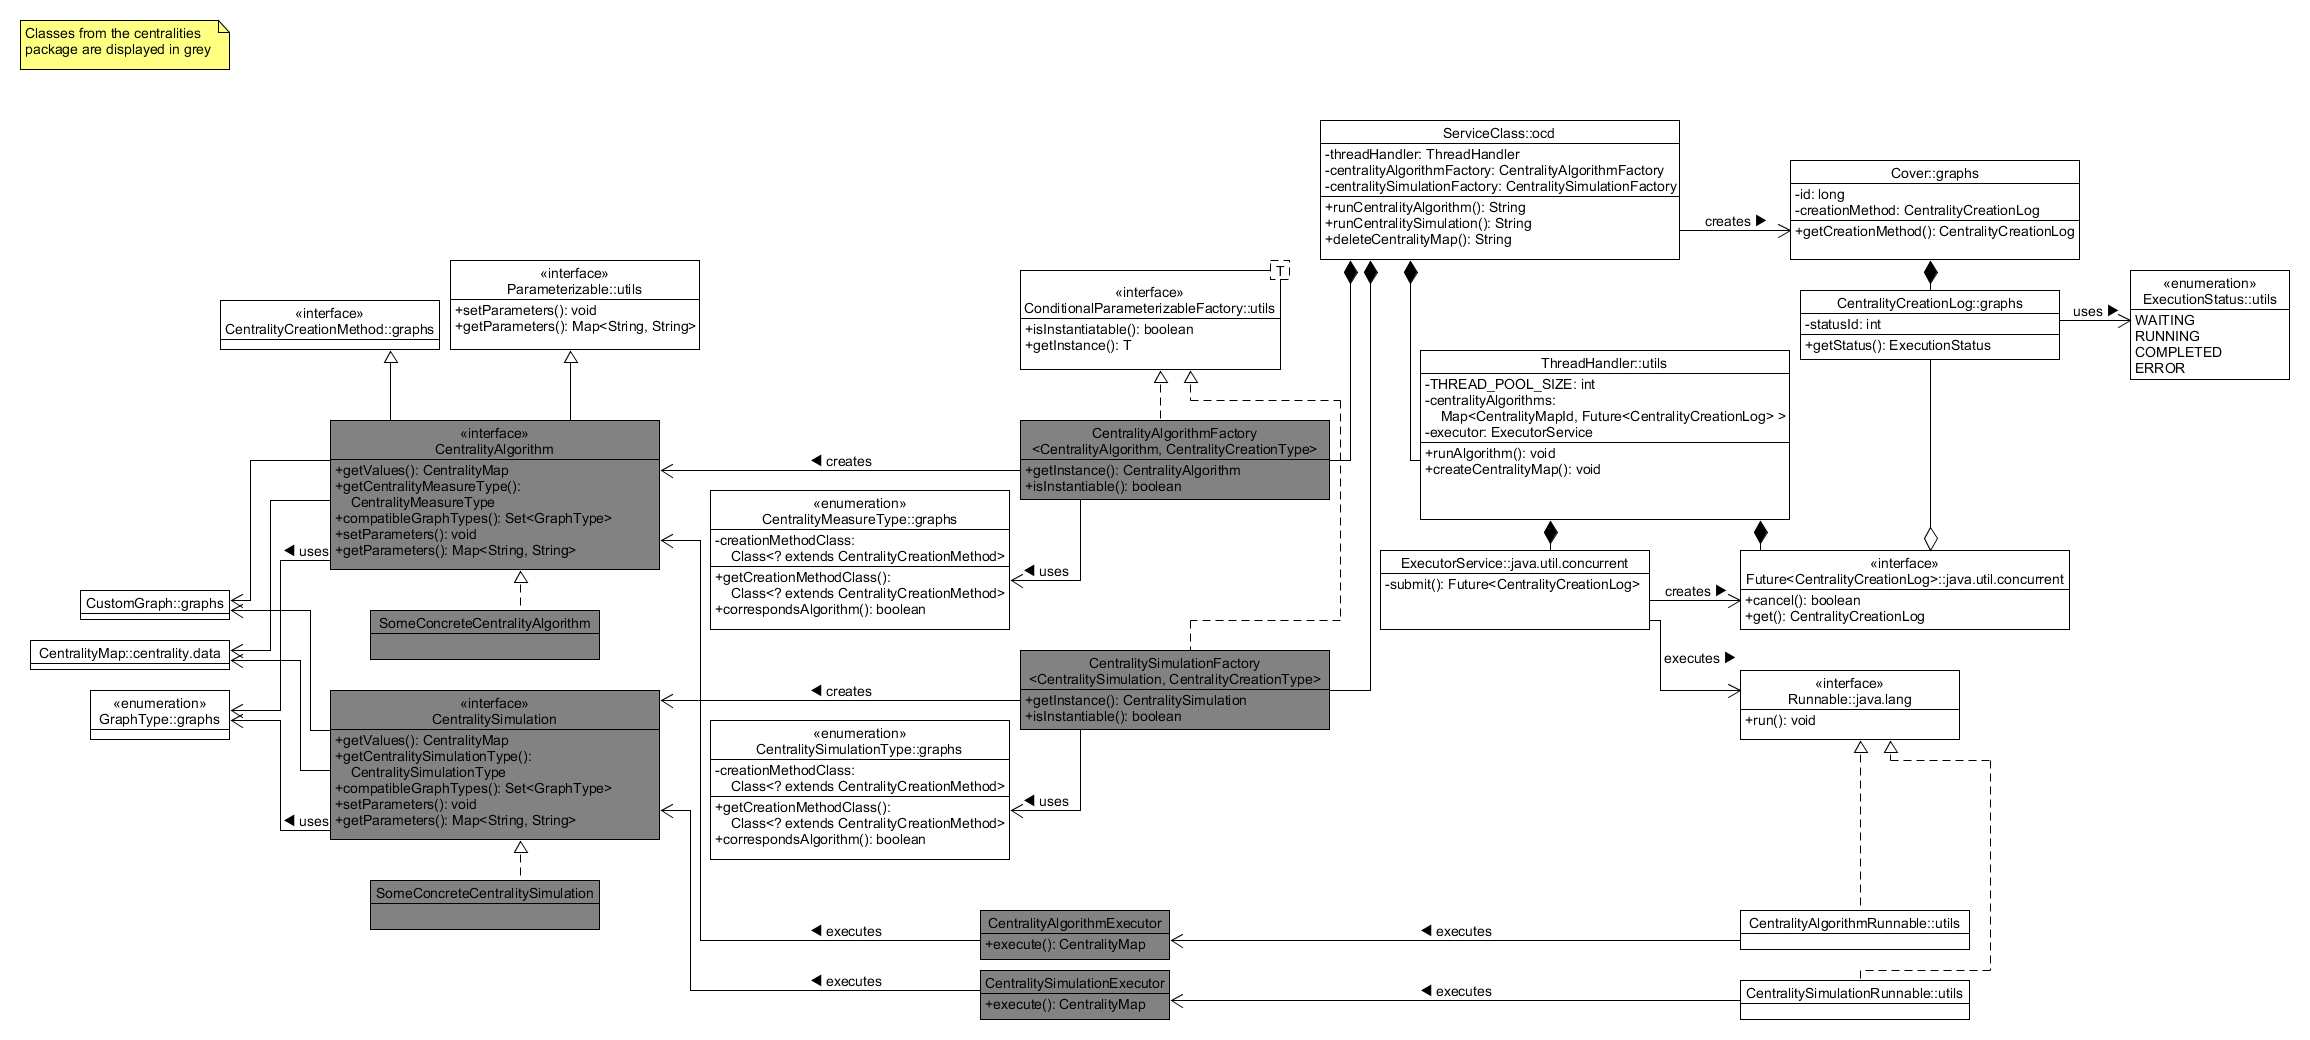 Classes from the centralities
package are displayed in grey
ServiceClass::ocd
-threadHandler: ThreadHandler
-centralityAlgorithmFactory: CentralityAlgorithmFactory
-centralitySimulationFactory: CentralitySimulationFactory
+runCentralityAlgorithm(): String
+runCentralitySimulation(): String
+deleteCentralityMap(): String
creates ▶
Cover::graphs
-id: long
-creationMethod: CentralityCreationLog
+getCreationMethod(): CentralityCreationLog
«interface»
Parameterizable::utils
+setParameters(): void
+getParameters(): Map<String, String>
«interface»
CentralityCreationMethod::graphs
T
«interface»
ConditionalParameterizableFactory::utils
+isInstantiatable(): boolean
+getInstance(): T
CentralityCreationLog::graphs
-statusId: int
+getStatus(): ExecutionStatus
uses ▶
«enumeration»
ExecutionStatus::utils
WAITING
RUNNING
COMPLETED
ERROR
ThreadHandler::utils
-THREAD_POOL_SIZE: int
-centralityAlgorithms:
Map<CentralityMapId, Future<CentralityCreationLog> >
-executor: ExecutorService
+runAlgorithm(): void
+createCentralityMap(): void
«interface»
CentralityAlgorithm
+getValues(): CentralityMap
+getCentralityMeasureType():
CentralityMeasureType
+compatibleGraphTypes(): Set<GraphType>
+setParameters(): void
+getParameters(): Map<String, String>
◀ uses
◀ creates
CentralityAlgorithmFactory
<CentralityAlgorithm, CentralityCreationType>
+getInstance(): CentralityAlgorithm
+isInstantiable(): boolean
«enumeration»
CentralityMeasureType::graphs
-creationMethodClass:
Class<? extends CentralityCreationMethod>
+getCreationMethodClass():
Class<? extends CentralityCreationMethod>
+correspondsAlgorithm(): boolean
◀ uses
ExecutorService::java.util.concurrent
-submit(): Future<CentralityCreationLog>
creates ▶
«interface»
Future<CentralityCreationLog>::java.util.concurrent
+cancel(): boolean
+get(): CentralityCreationLog
executes ▶
CustomGraph::graphs
SomeConcreteCentralityAlgorithm
CentralityMap::centrality.data
«enumeration»
GraphType::graphs
«interface»
CentralitySimulation
+getValues(): CentralityMap
+getCentralitySimulationType():
CentralitySimulationType
+compatibleGraphTypes(): Set<GraphType>
+setParameters(): void
+getParameters(): Map<String, String>
◀ uses
◀ creates
CentralitySimulationFactory
<CentralitySimulation, CentralityCreationType>
+getInstance(): CentralitySimulation
+isInstantiable(): boolean
«interface»
Runnable::java.lang
+run(): void
«enumeration»
CentralitySimulationType::graphs
-creationMethodClass:
Class<? extends CentralityCreationMethod>
+getCreationMethodClass():
Class<? extends CentralityCreationMethod>
+correspondsAlgorithm(): boolean
◀ uses
SomeConcreteCentralitySimulation
◀ executes
CentralityAlgorithmExecutor
+execute(): CentralityMap
◀ executes
CentralityAlgorithmRunnable::utils
◀ executes
CentralitySimulationExecutor
+execute(): CentralityMap
◀ executes
CentralitySimulationRunnable::utils